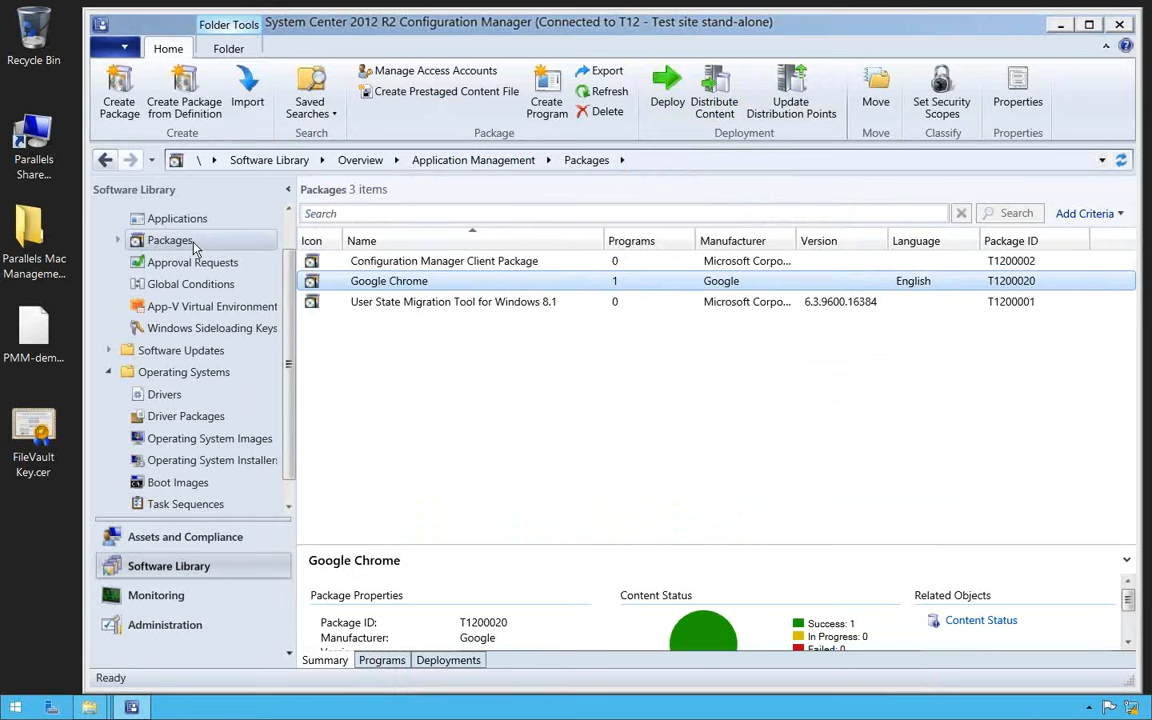 Recycle Bin
Parallels
Share...
Parallels Mac
Manageme...
PMM-dem...
FileVault
Key.cer
Folder Tools
System Center 2012 R2 Configuration Manager (Connected to T12 - Test site stand-alone)
Home
Folder
Create
Package
Create Package
from Definition
Import
Create
Saved
Searches
Search
Manage Access Accounts
Create Prestaged Content File
Create
Program
Export
Refresh
Delete
Package
Deploy
Distribute
Content
Update
Distribution Points
Deployment
Move
Move
Set Security
Scopes
Classify
Properties
Properties
\ Software Library Overview Application Management Packages
Software Library
Applications
Packages
Approval Requests
Global Conditions
App-V Virtual Environment
Windows Sideloading Keys
Software Updates
Operating Systems
Drivers
Driver Packages
Operating System Images
Operating System Installers
Boot Images
Task Sequences
Assets and Compliance
Software Library
Monitoring
Administration
Packages 3 items
Search
Search
Add Criteria
Icon Name Programs Manufacturer Version Language Package ID
Configuration Manager Client Package 0 Microsoft Corpo... T1200002
Google Chrome 1 Google English T1200020
User State Migration Tool for Windows 8.1 0 Microsoft Corpo... 6.3.9600.16384 T1200001
Google Chrome
Package Properties
Package ID: T1200020
Manufacturer: Google
Content Status
Success: 1
In Progress: 0
Failed: 0
Related Objects
Content Status
Summary Programs Deployments
Ready